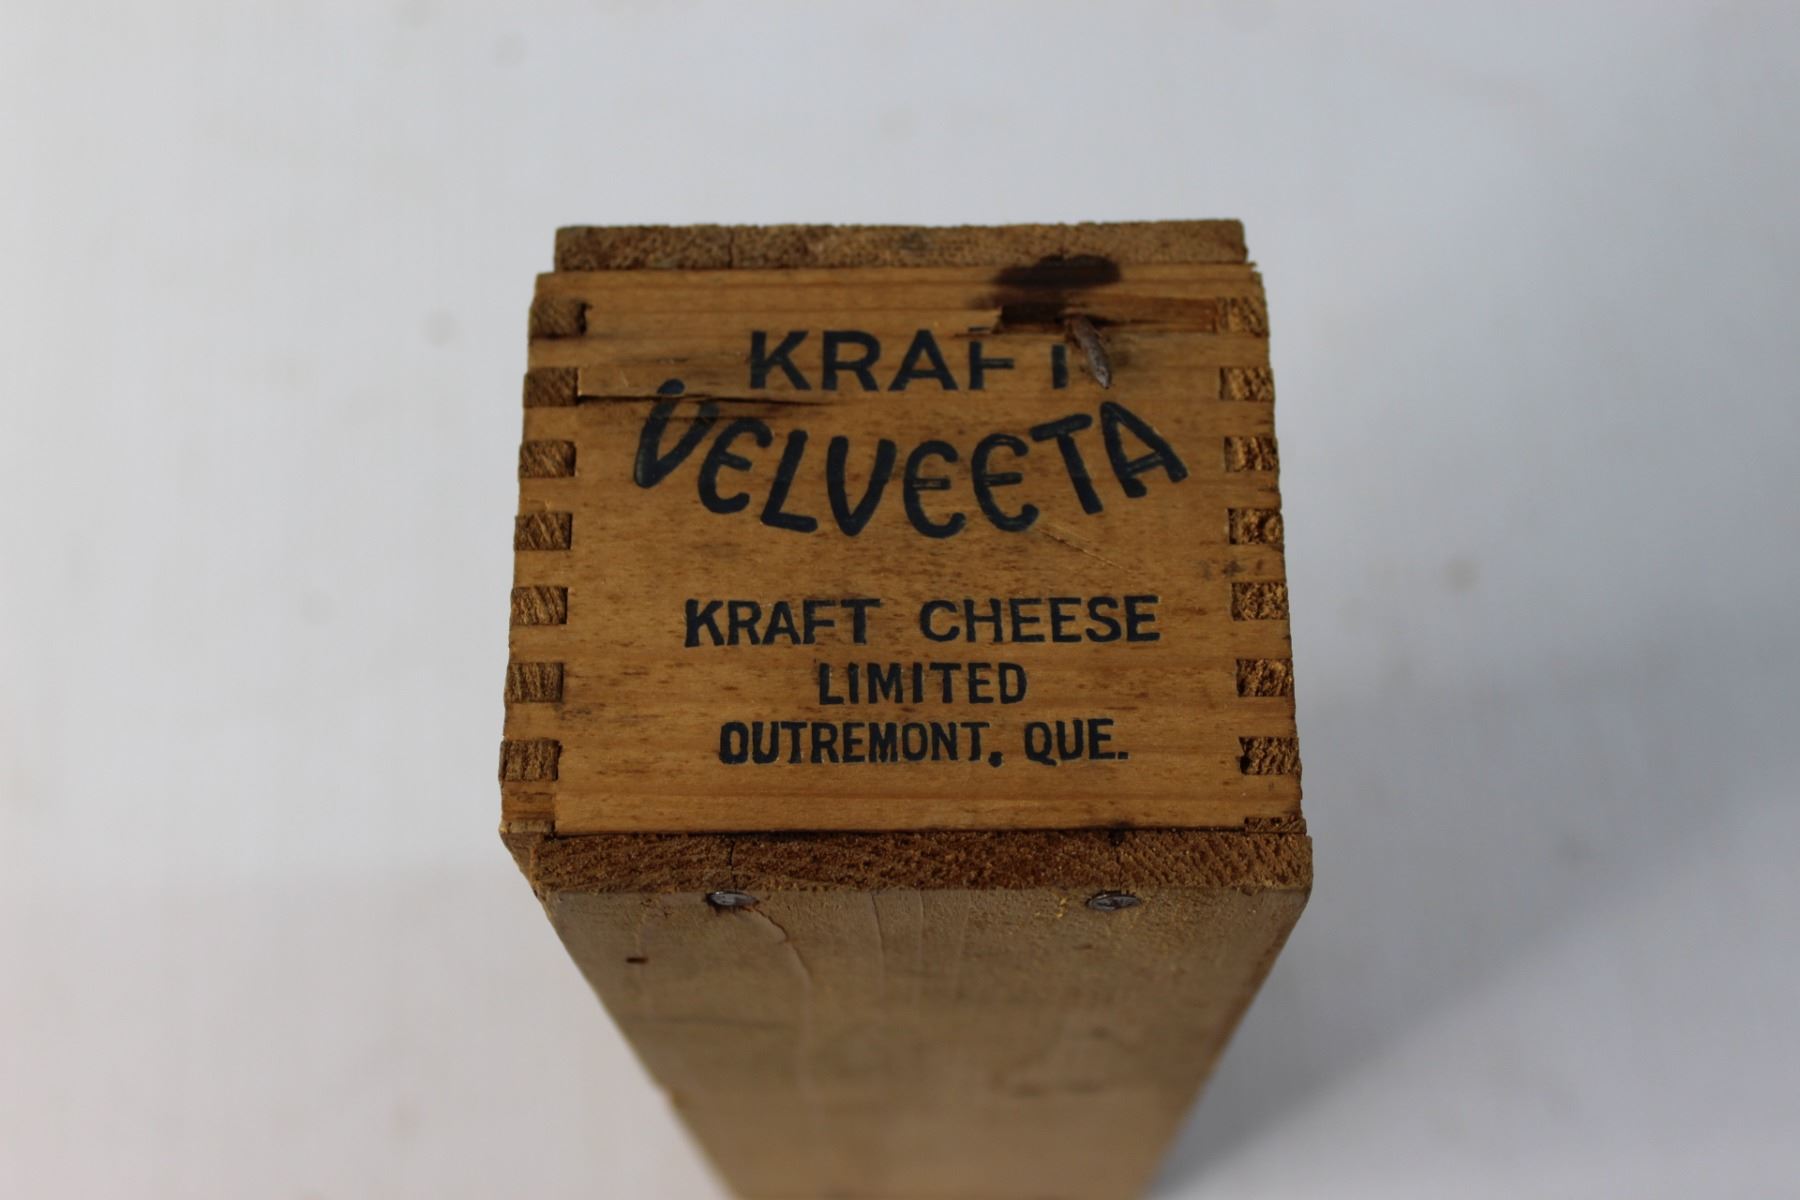 KRAFT
VELVEETA
KRAFT CHEESE
LIMITED
OUTREMONT, QUE.